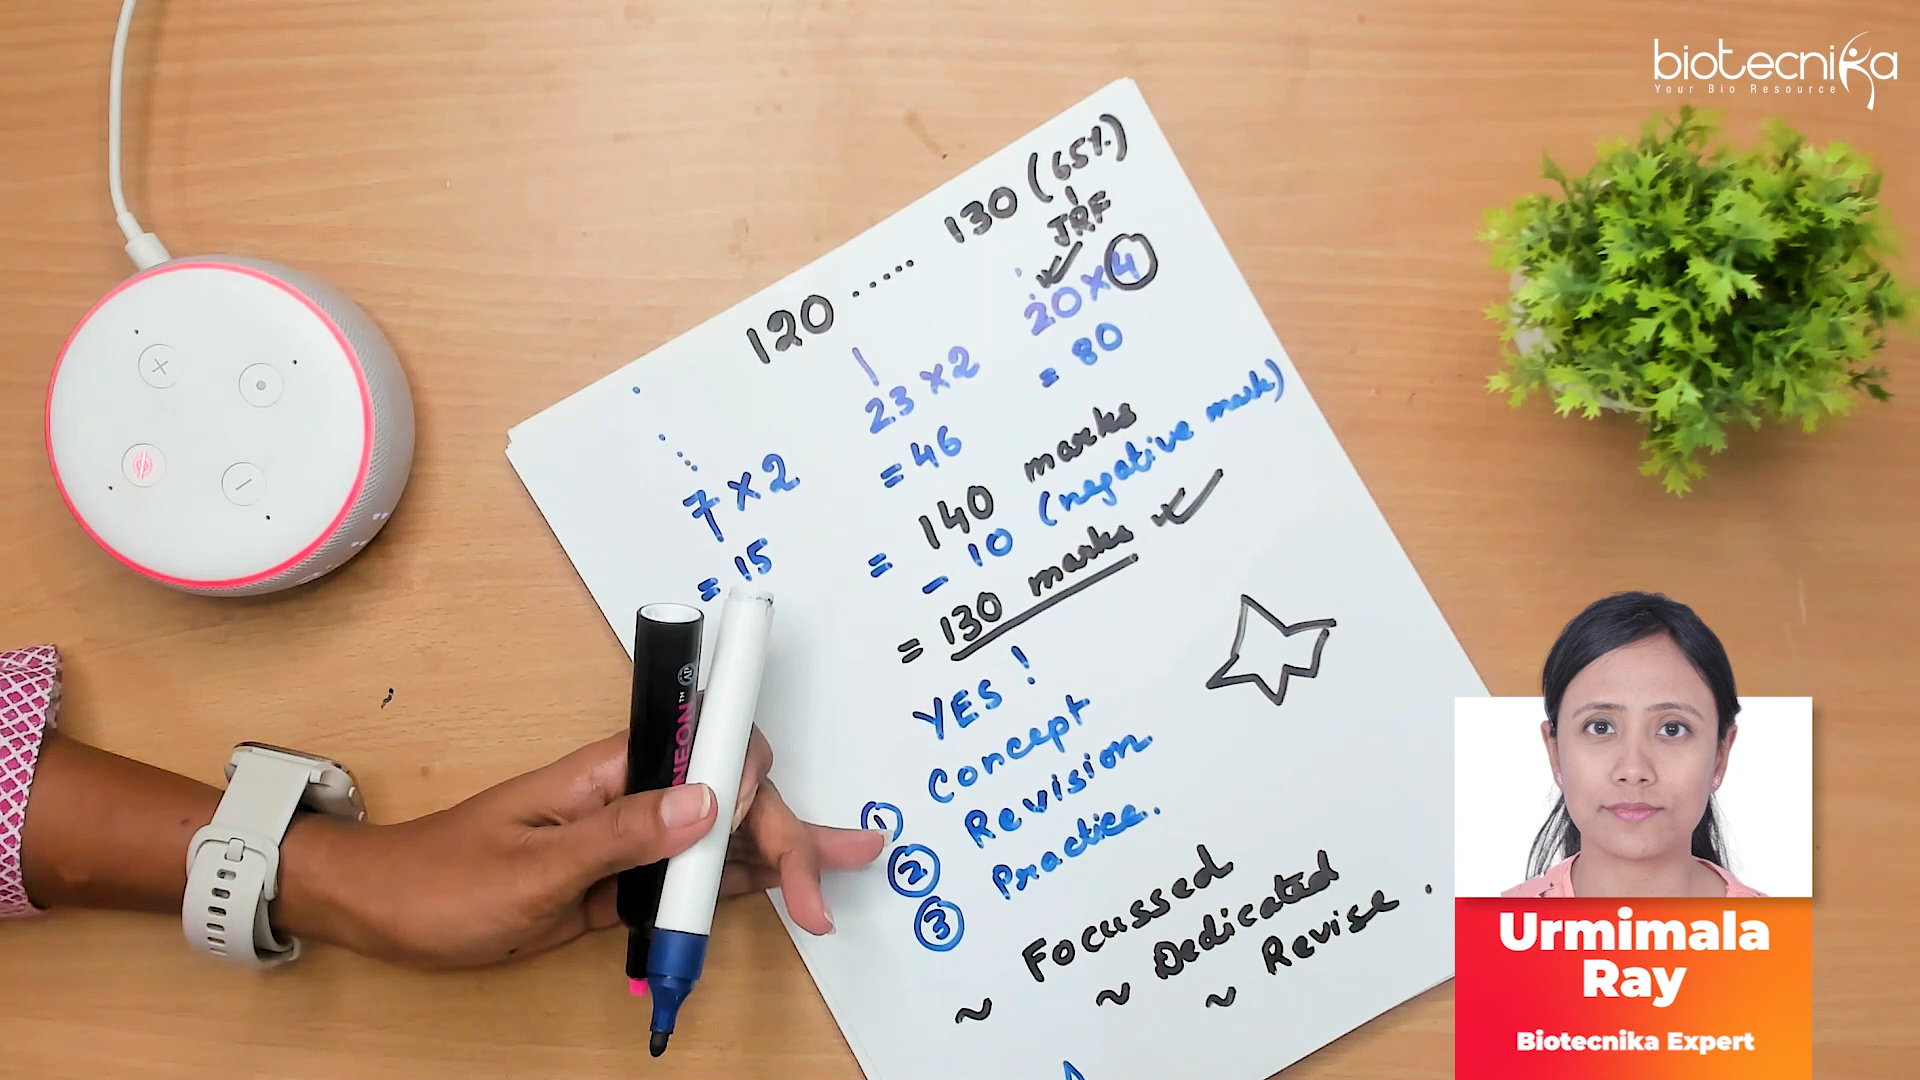 biotecnika
Your Bio Resource
120 ...... 130 (65%)
JRF
7 x 2
= 15
23 x 2
= 46
20 x 4
= 80
= 140 marks
- 10 (negative mark)
= 130 marks
YES !
① Concept
② Revision
③ Practice.
~ Focussed
~ Dedicated
~ Revise .
NEON™
Urmimala
Ray
Biotecnika Expert